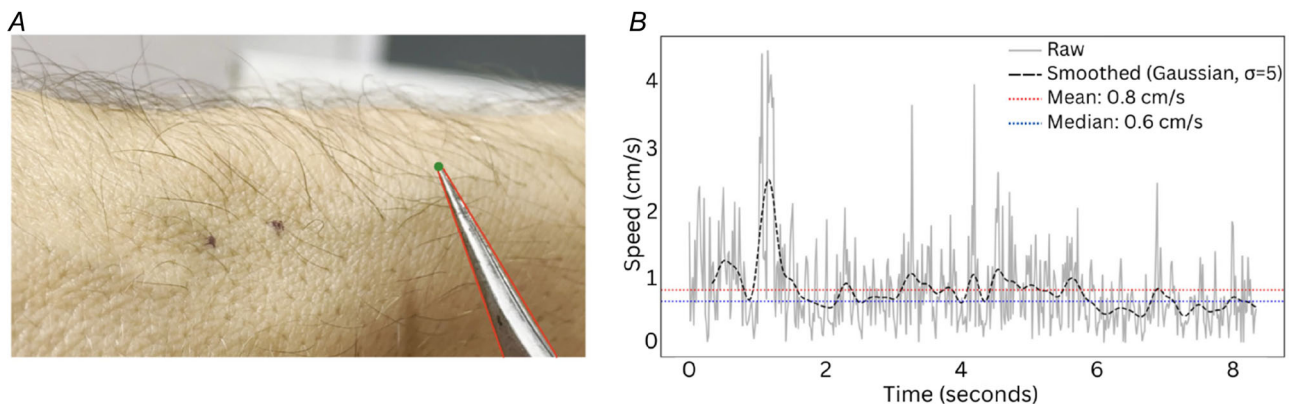 A
B
Raw
Smoothed (Gaussian, σ=5)
Mean: 0.8 cm/s
Median: 0.6 cm/s
Speed (cm/s)
4
3
2
1
0
0 2 4 6 8
Time (seconds)